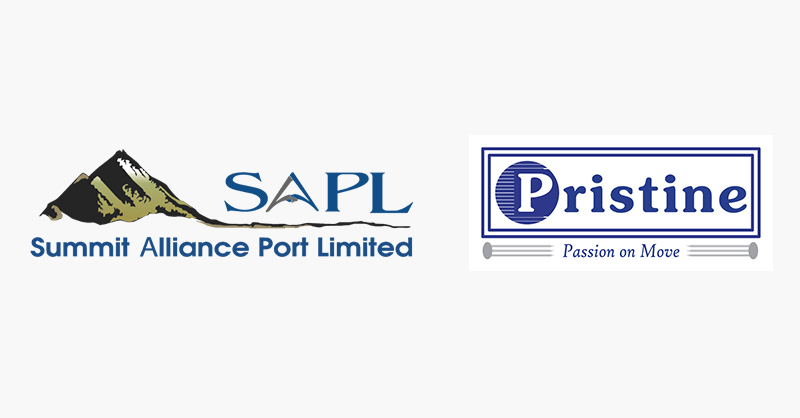 SAPL
Summit Alliance Port Limited
Pristine
Passion on Move